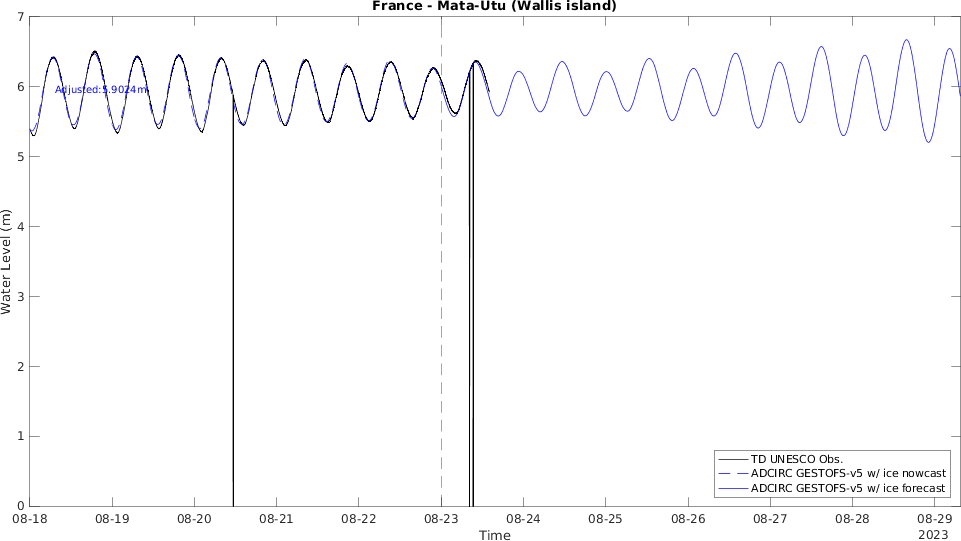 France - Mata-Utu (Wallis island)
7
6
5
4
3
2
1
0
Water Level (m)
Adjusted:5.9024m
TD UNESCO Obs.
ADCIRC GESTOFS-v5 w/ ice nowcast
ADCIRC GESTOFS-v5 w/ ice forecast
08-18 08-19 08-20 08-21 08-22 08-23 08-24 08-25 08-26 08-27 08-28 08-29
Time
2023